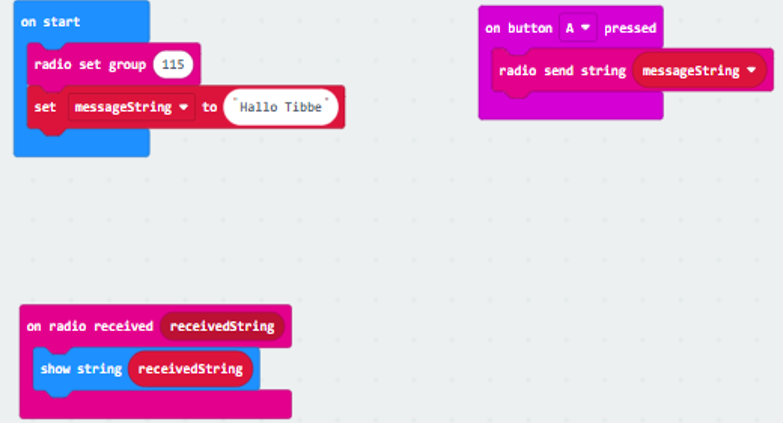 on start
radio set group 115
set messageString to "Hallo Tibbe"
on button A pressed
radio send string messageString
on radio received receivedString
show string receivedString